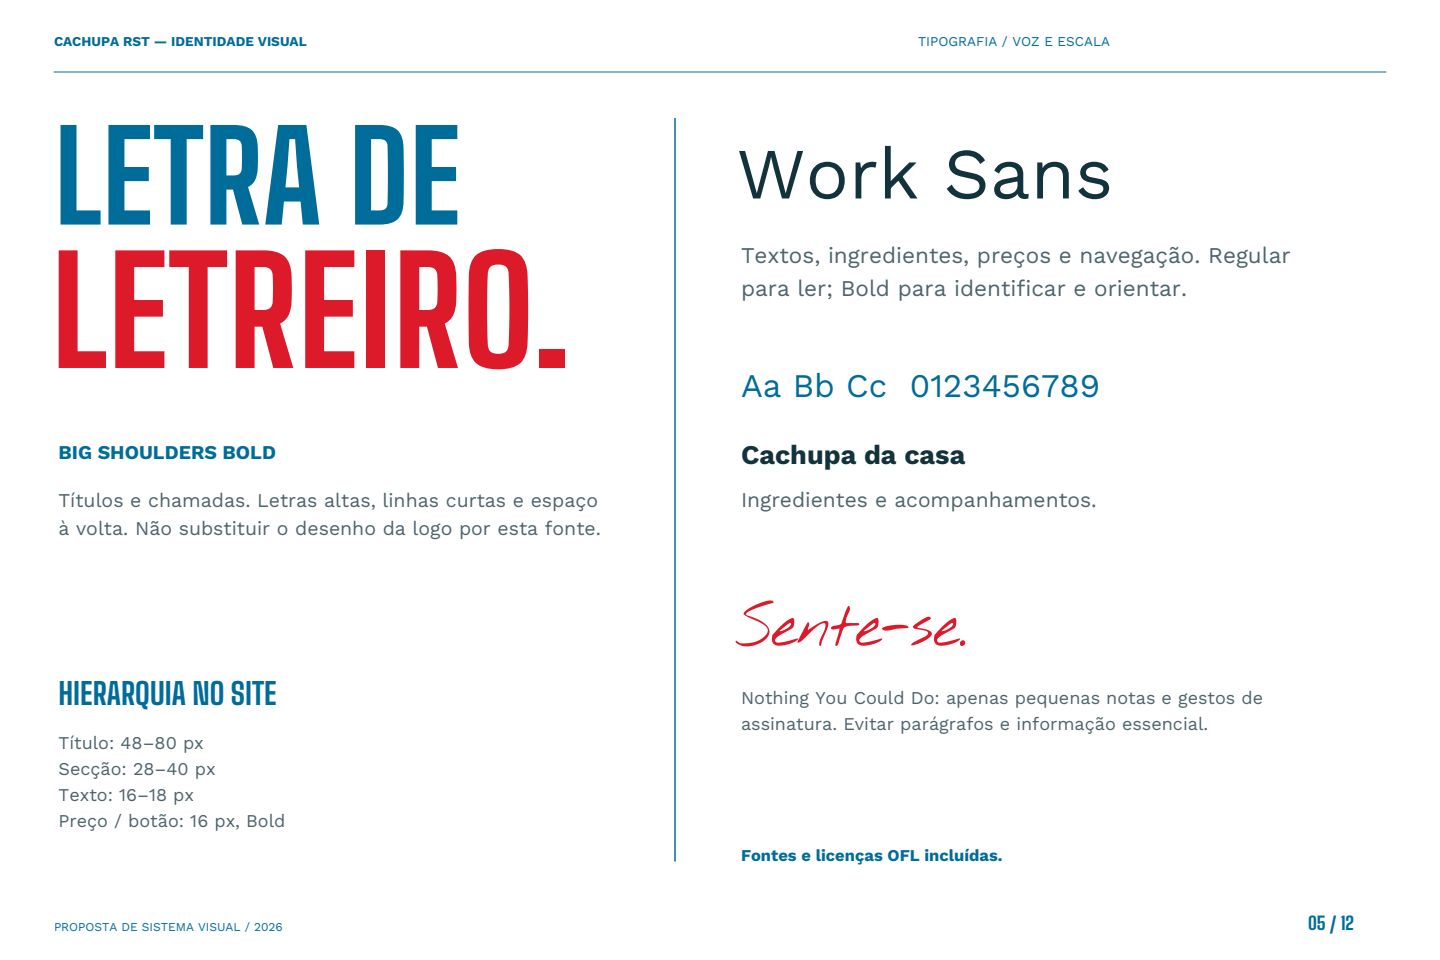 CACHUPA RST — IDENTIDADE VISUAL
TIPOGRAFIA / VOZ E ESCALA
LETRA DE
LETREIRO.
BIG SHOULDERS BOLD
Títulos e chamadas. Letras altas, linhas curtas e espaço
à volta. Não substituir o desenho da logo por esta fonte.
HIERARQUIA NO SITE
Título: 48–80 px
Secção: 28–40 px
Texto: 16–18 px
Preço / botão: 16 px, Bold
Work Sans
Textos, ingredientes, preços e navegação. Regular
para ler; Bold para identificar e orientar.
Aa Bb Cc 0123456789
Cachupa da casa
Ingredientes e acompanhamentos.
Sente-se.
Nothing You Could Do: apenas pequenas notas e gestos de
assinatura. Evitar parágrafos e informação essencial.
Fontes e licenças OFL incluídas.
PROPOSTA DE SISTEMA VISUAL / 2026
05 / 12